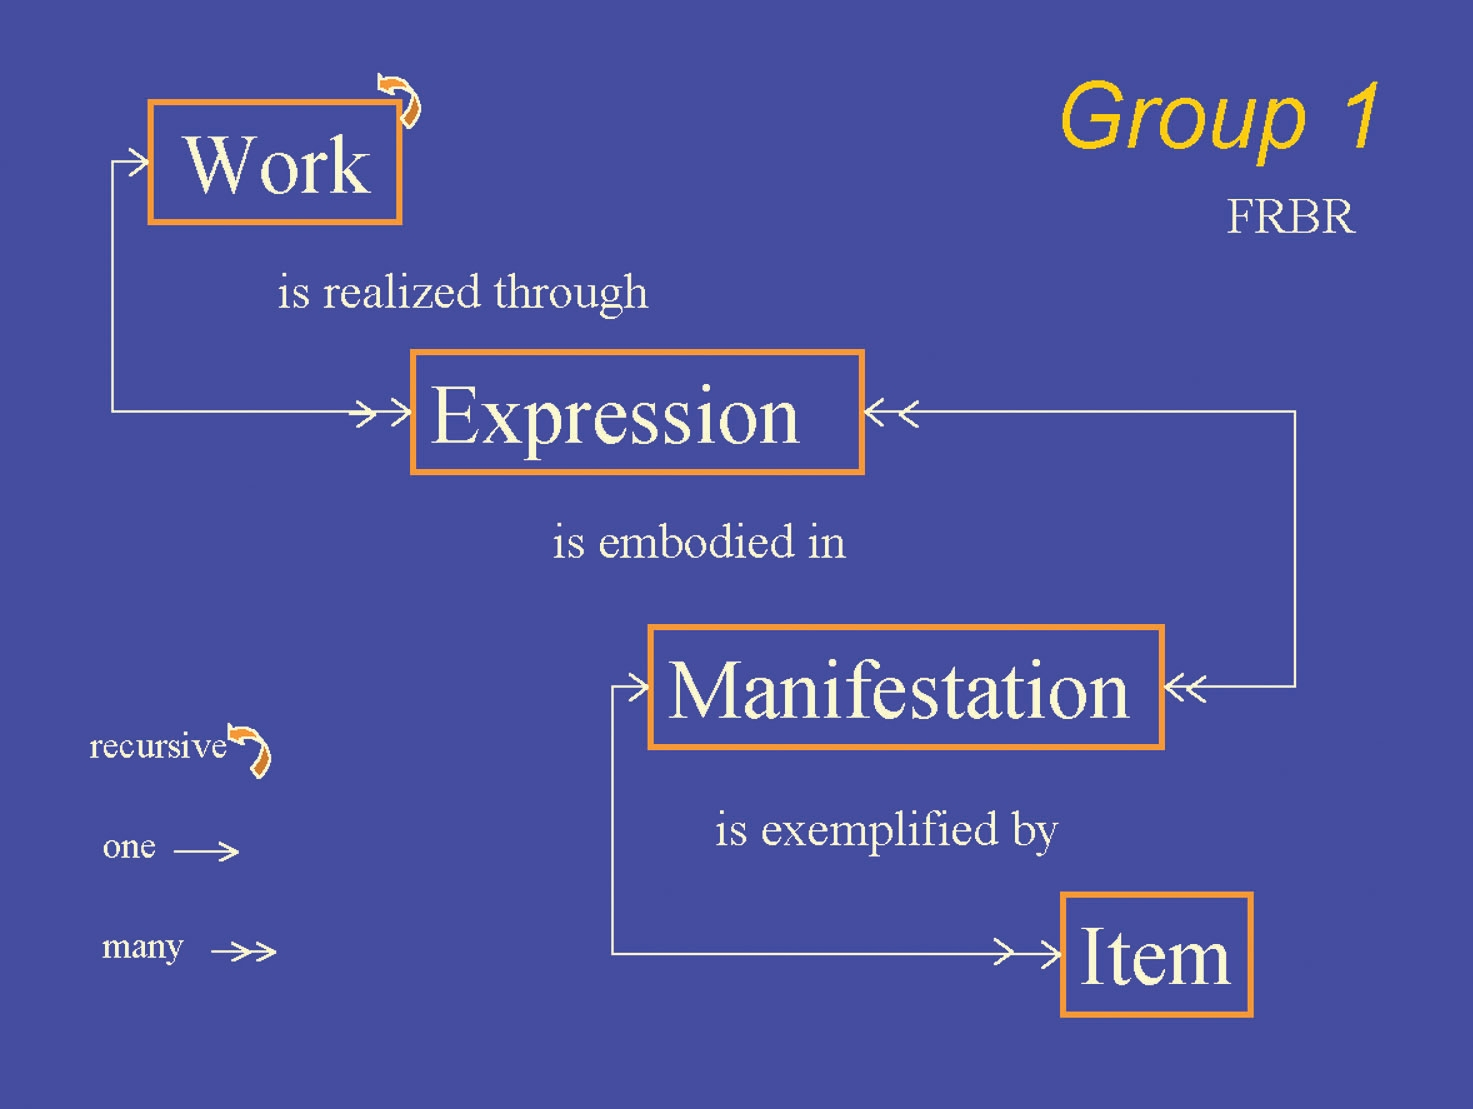 Group 1
FRBR
Work
is realized through
Expression
is embodied in
Manifestation
is exemplified by
Item
recursive
one
many